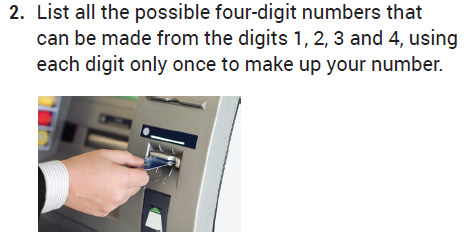 2. List all the possible four-digit numbers that
can be made from the digits 1, 2, 3 and 4, using
each digit only once to make up your number.